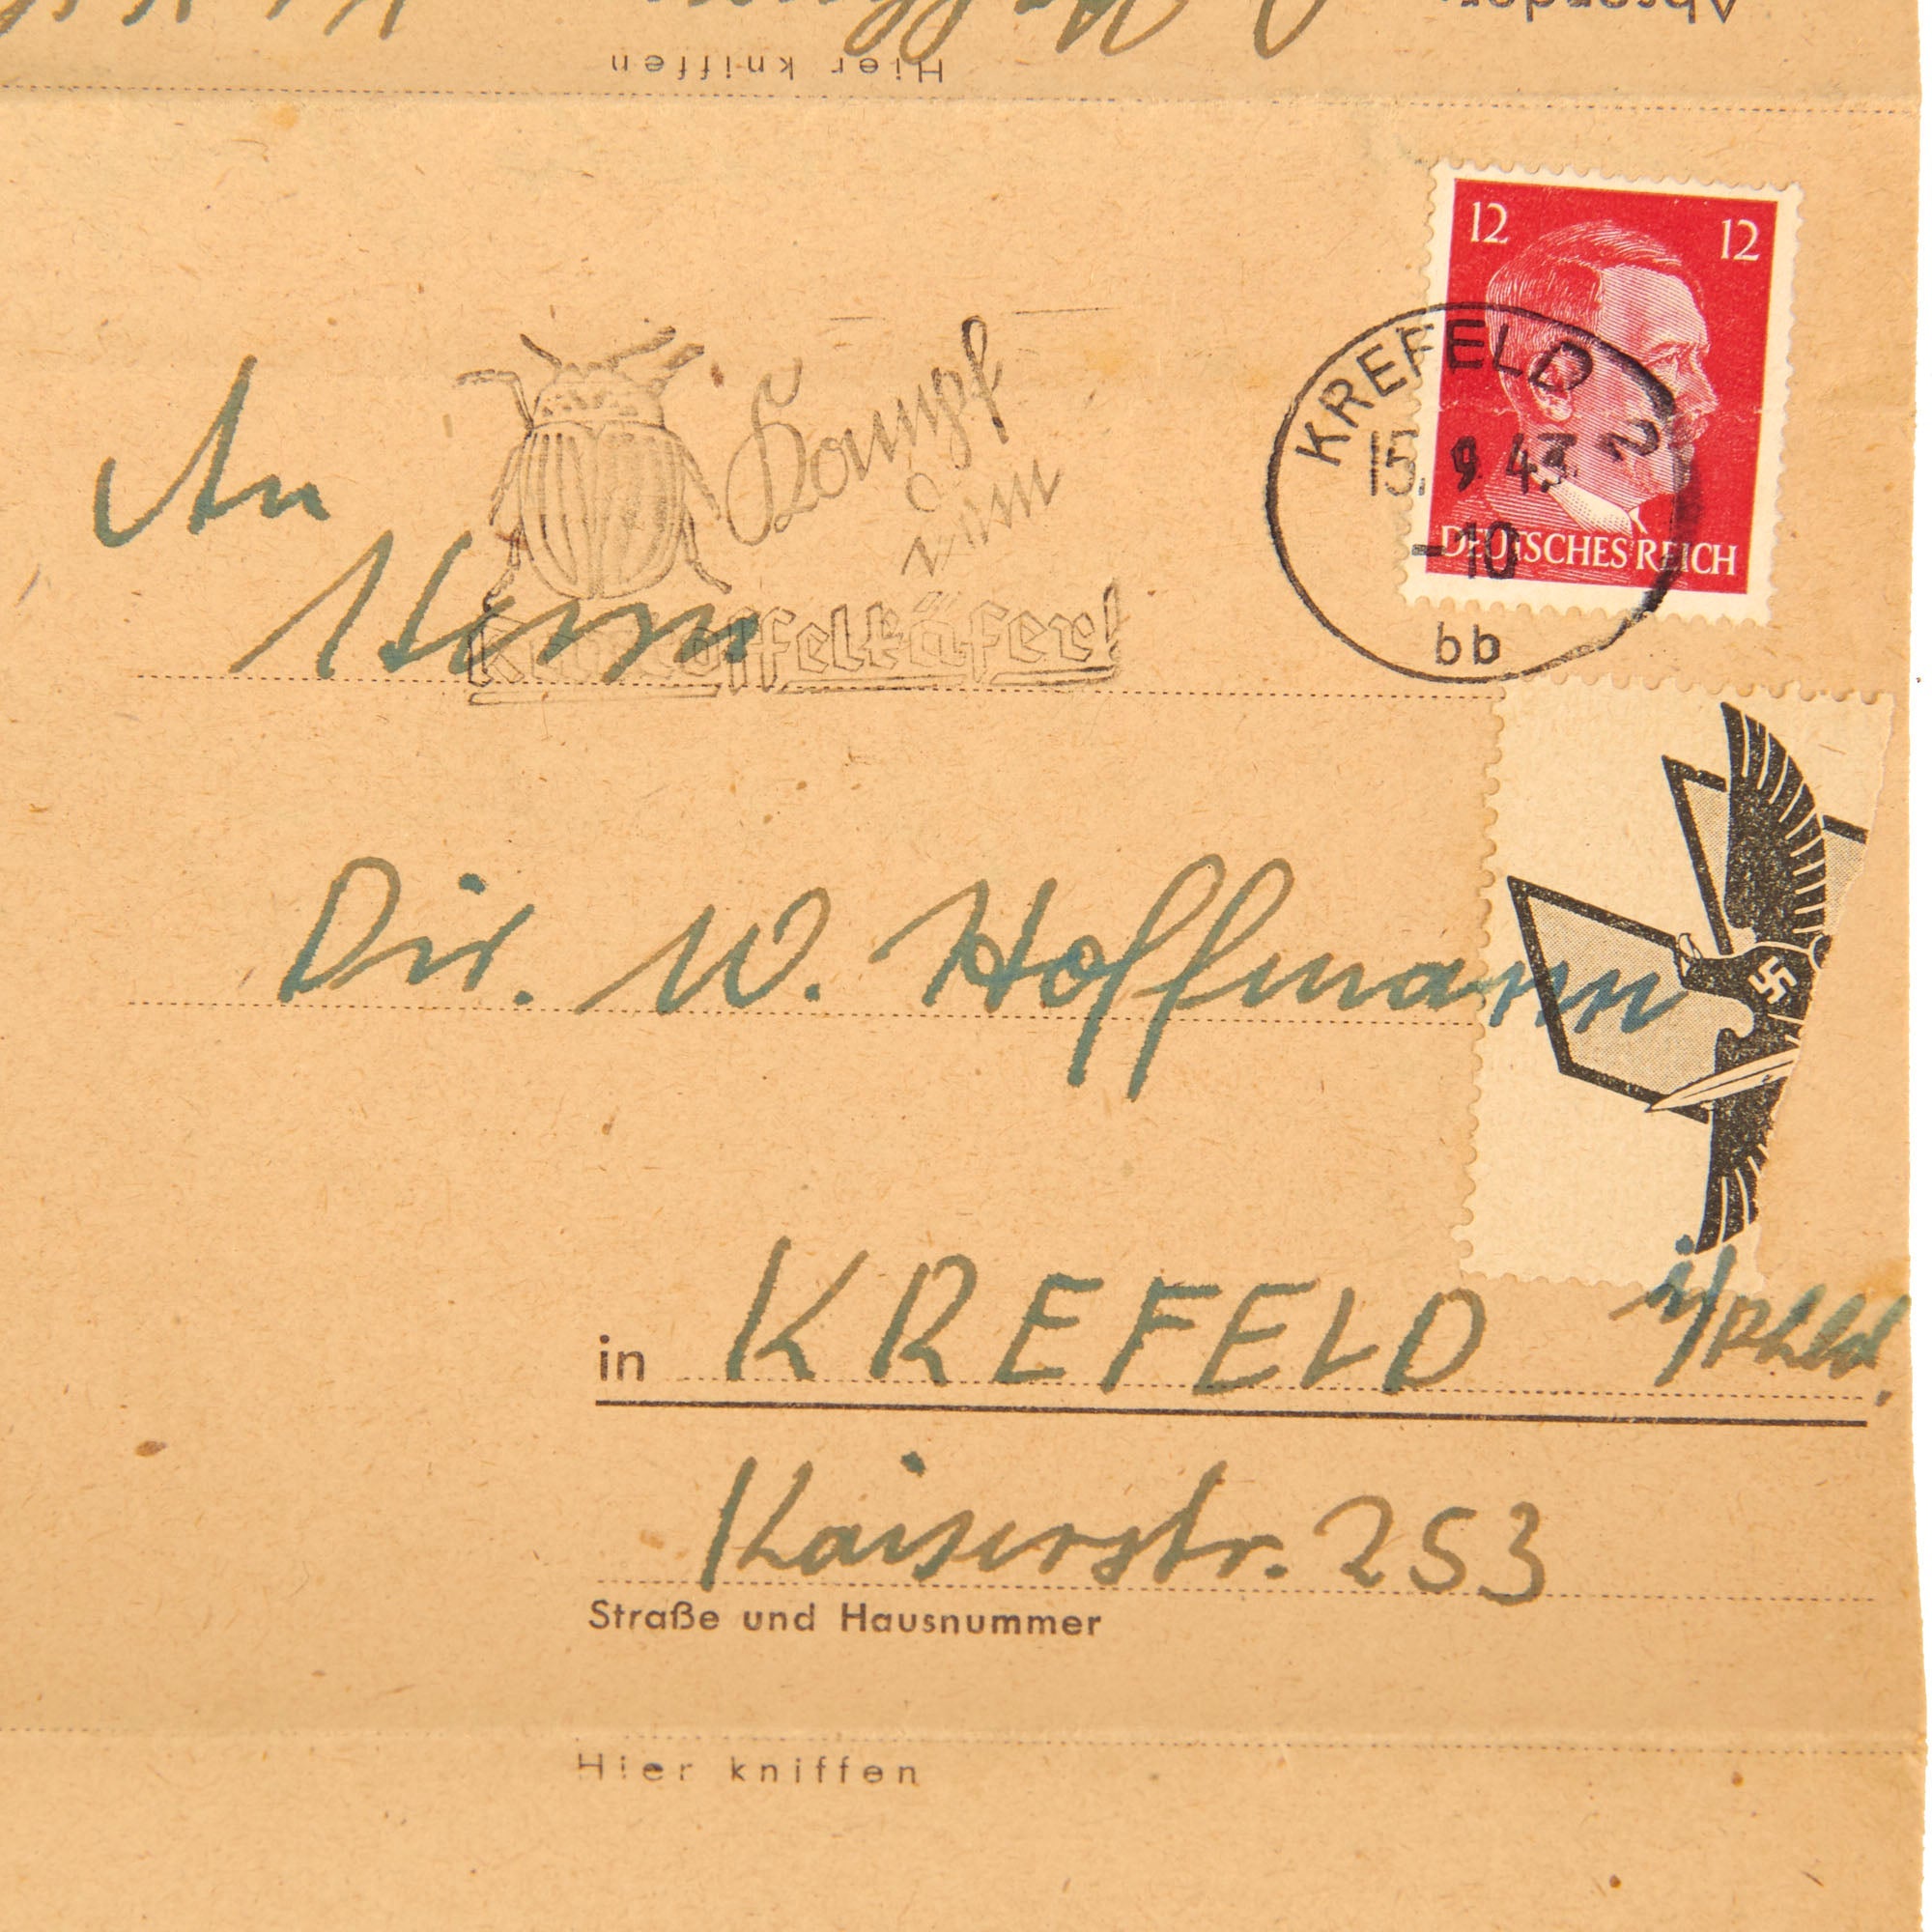 Absender:
Hier kniffen
12 12
DEUTSCHES REICH
KREFELD 2
15. 9. 43
-10
bb
Kampf
dem
Kartoffelkäfer!
An
Herrn
Dir. W. Hoffmann
in KREFELD
Kaiserstr. 253
Straße und Hausnummer
Hier kniffen